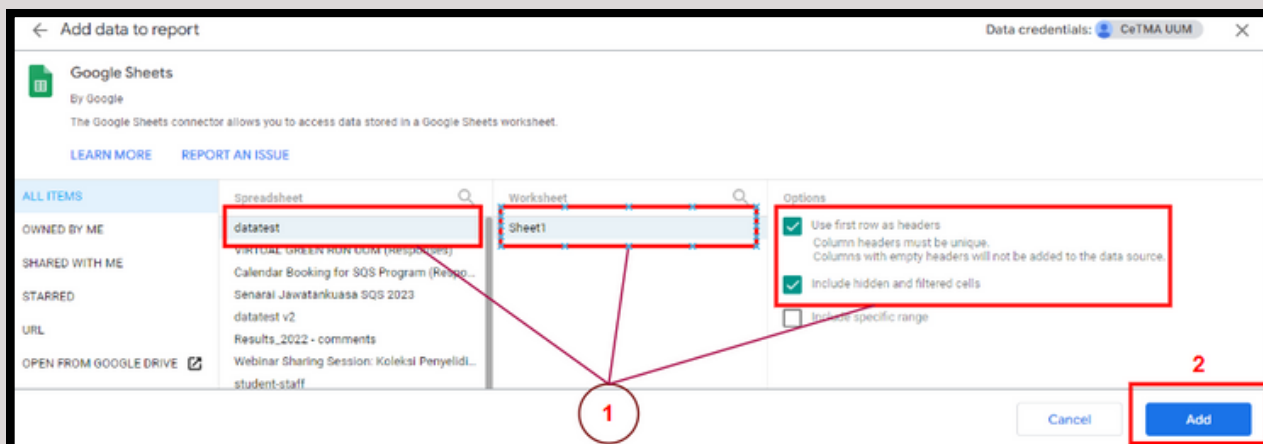 Add data to report
Data credentials: CeTMA UUM
Google Sheets
By Google
The Google Sheets connector allows you to access data stored in a Google Sheets worksheet.
LEARN MORE REPORT AN ISSUE
ALL ITEMS
OWNED BY ME
SHARED WITH ME
STARRED
URL
OPEN FROM GOOGLE DRIVE
Spreadsheet
datatest
VIRTUAL GREEN RUN UUM (Responses)
Calendar Booking for SQS Program (Respo...
Senarai Jawatankuasa SQS 2023
datatest v2
Results_2022 - comments
Webinar Sharing Session: Koleksi Penyelidi...
student-staff
Worksheet
Sheet1
Options
Use first row as headers
Column headers must be unique.
Columns with empty headers will not be added to the data source.
Include hidden and filtered cells
Include specific range
1
2
Cancel
Add